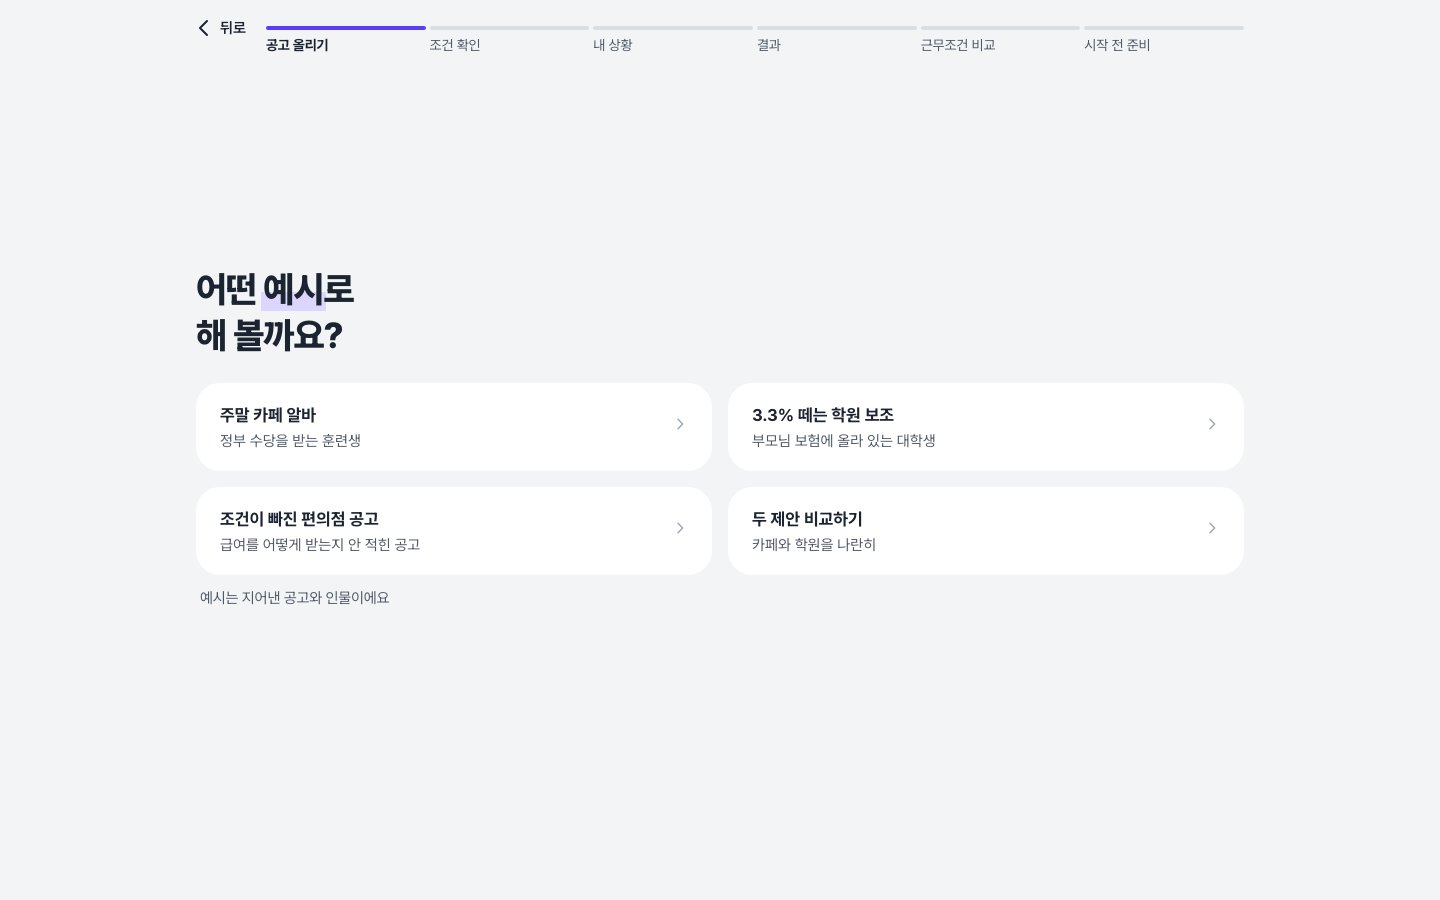 뒤로
공고 올리기
조건 확인
내 상황
결과
근무조건 비교
시작 전 준비
어떤 예시로
해 볼까요?
주말 카페 알바
정부 수당을 받는 훈련생
3.3% 떼는 학원 보조
부모님 보험에 올라 있는 대학생
조건이 빠진 편의점 공고
급여를 어떻게 받는지 안 적힌 공고
두 제안 비교하기
카페와 학원을 나란히
예시는 지어낸 공고와 인물이에요